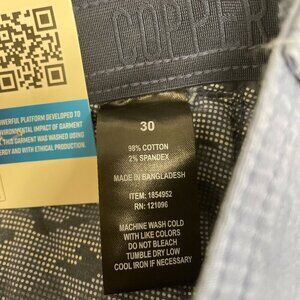 COPPER
POWERFUL PLATFORM DEVELOPED TO
ENVIRONMENTAL IMPACT OF GARMENT
THIS GARMENT WAS WASHED USING
AND WITH ETHICAL PRODUCTION.
30
98% COTTON
2% SPANDEX
MADE IN BANGLADESH
ITEM: 1854952
RN: 121096
MACHINE WASH COLD
WITH LIKE COLORS
DO NOT BLEACH
TUMBLE DRY LOW
COOL IRON IF NECESSARY